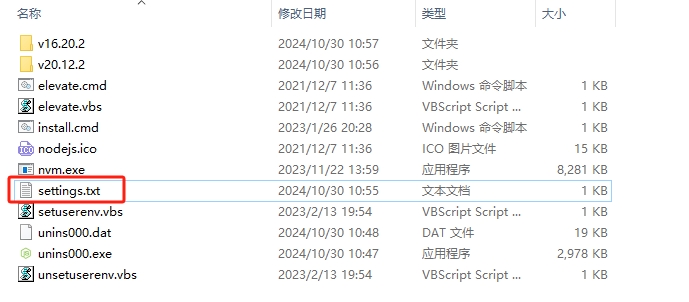 名称 修改日期 类型 大小
v16.20.2 2024/10/30 10:57 文件夹
v20.12.2 2024/10/30 10:56 文件夹
elevate.cmd 2021/12/7 11:36 Windows 命令脚本 1 KB
elevate.vbs 2021/12/7 11:36 VBScript Script ... 1 KB
install.cmd 2023/1/26 20:28 Windows 命令脚本 1 KB
nodejs.ico 2021/12/7 11:36 ICO 图片文件 15 KB
nvm.exe 2023/11/22 13:59 应用程序 8,281 KB
settings.txt 2024/10/30 10:55 文本文档 1 KB
setuserenv.vbs 2023/2/13 19:54 VBScript Script ... 1 KB
unins000.dat 2024/10/30 10:48 DAT 文件 19 KB
unins000.exe 2024/10/30 10:47 应用程序 2,978 KB
unsetuserenv.vbs 2023/2/13 19:54 VBScript Script ... 1 KB